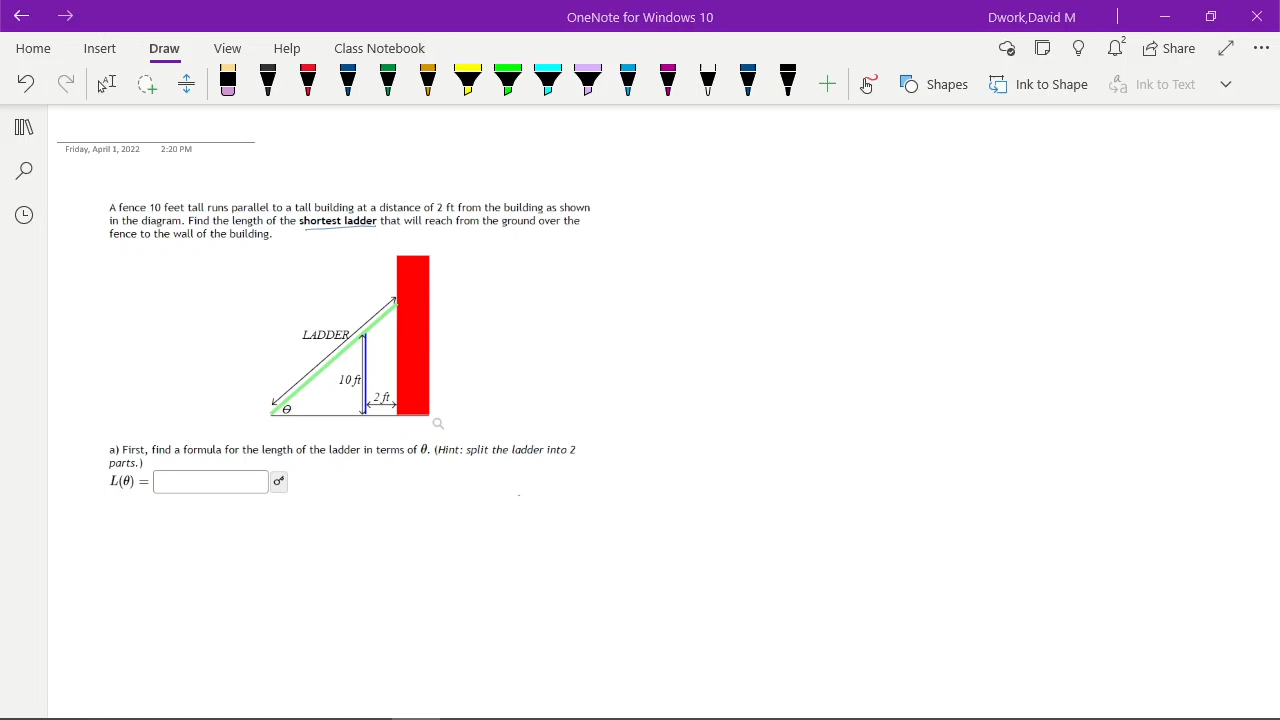 OneNote for Windows 10
Dwork,David M
Home Insert Draw View Help Class Notebook
2
Share
Shapes
Ink to Shape
Ink to Text
Friday, April 1, 2022 2:20 PM
A fence 10 feet tall runs parallel to a tall building at a distance of 2 ft from the building as shown
in the diagram. Find the length of the shortest ladder that will reach from the ground over the
fence to the wall of the building.
LADDER
10 ft
2 ft
θ
a) First, find a formula for the length of the ladder in terms of θ. (Hint: split the ladder into 2
parts.)
L(θ) =